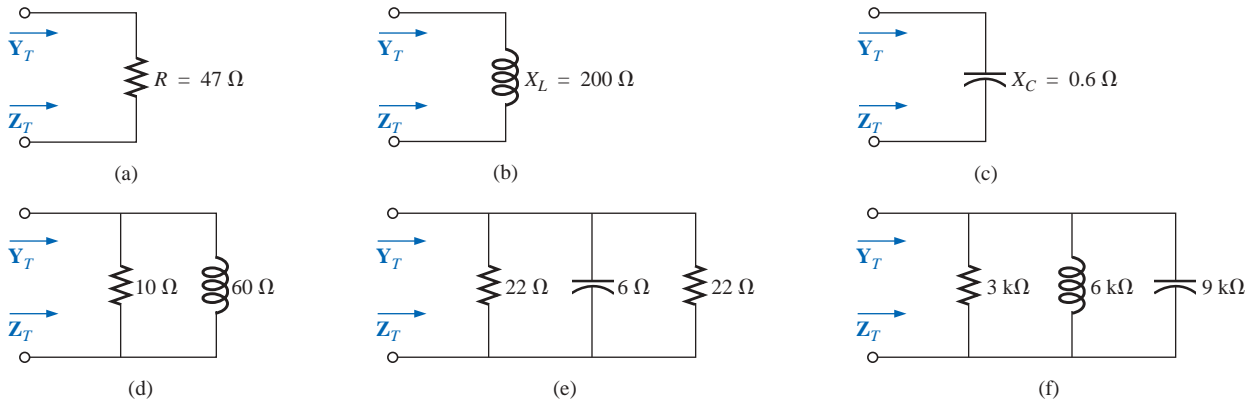 Y_T
R = 47 Ω
Z_T
(a)
Y_T
X_L = 200 Ω
Z_T
(b)
Y_T
X_C = 0.6 Ω
Z_T
(c)
Y_T
10 Ω 60 Ω
Z_T
(d)
Y_T
22 Ω 6 Ω 22 Ω
Z_T
(e)
Y_T
3 kΩ 6 kΩ 9 kΩ
Z_T
(f)